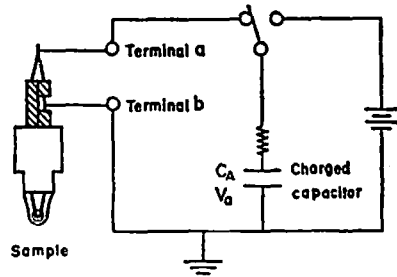 Terminal a
Terminal b
CA
Va
Charged
capacitor
Sample